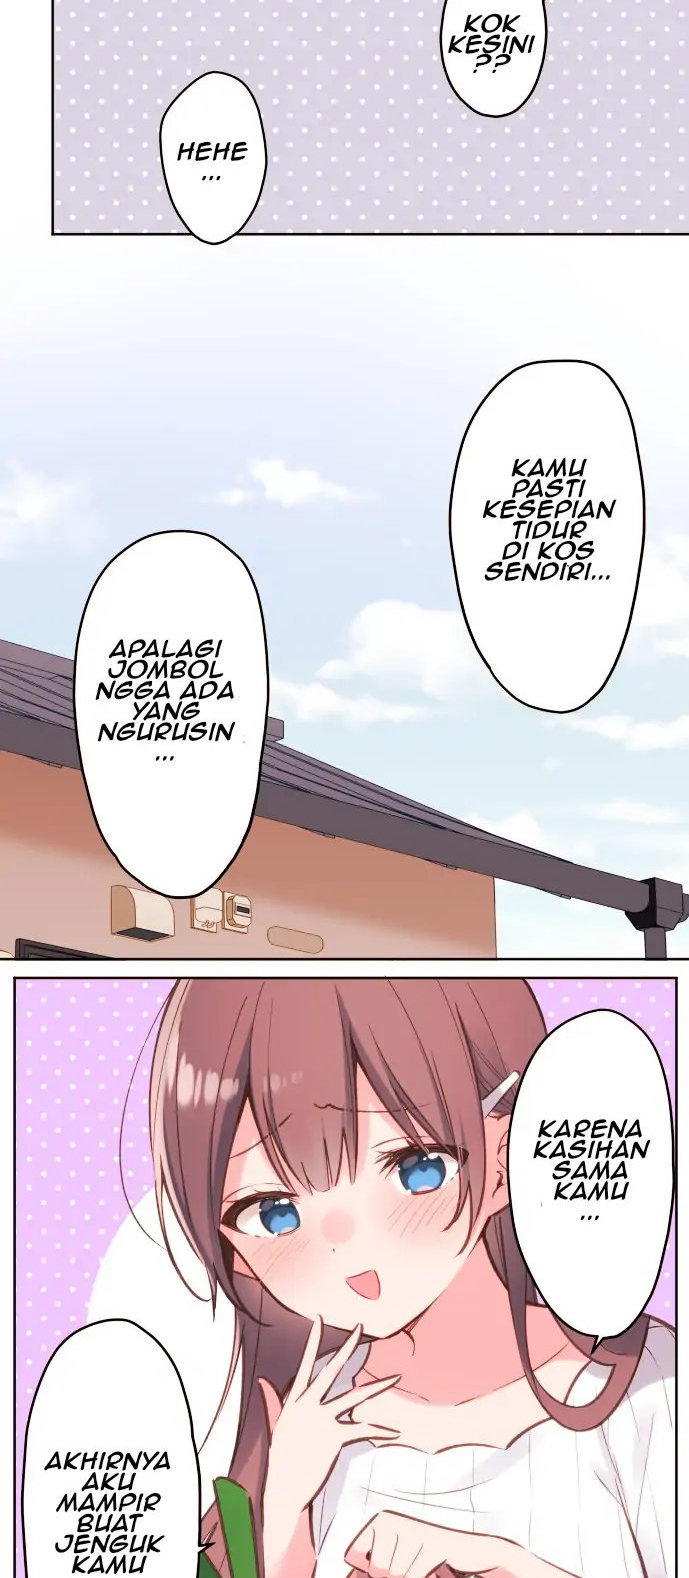 KOK
KESINI
??
HEHE
...
KAMU
PASTI
KESEPIAN
TIDUR
DI KOS
SENDIRI...
APALAGI
JOMBOL
NGGA ADA
YANG
NGURUSIN
...
KARENA
KASIHAN
SAMA
KAMU
...
AKHIRNYA
AKU
MAMPIR
BUAT
JENGUK
KAMU